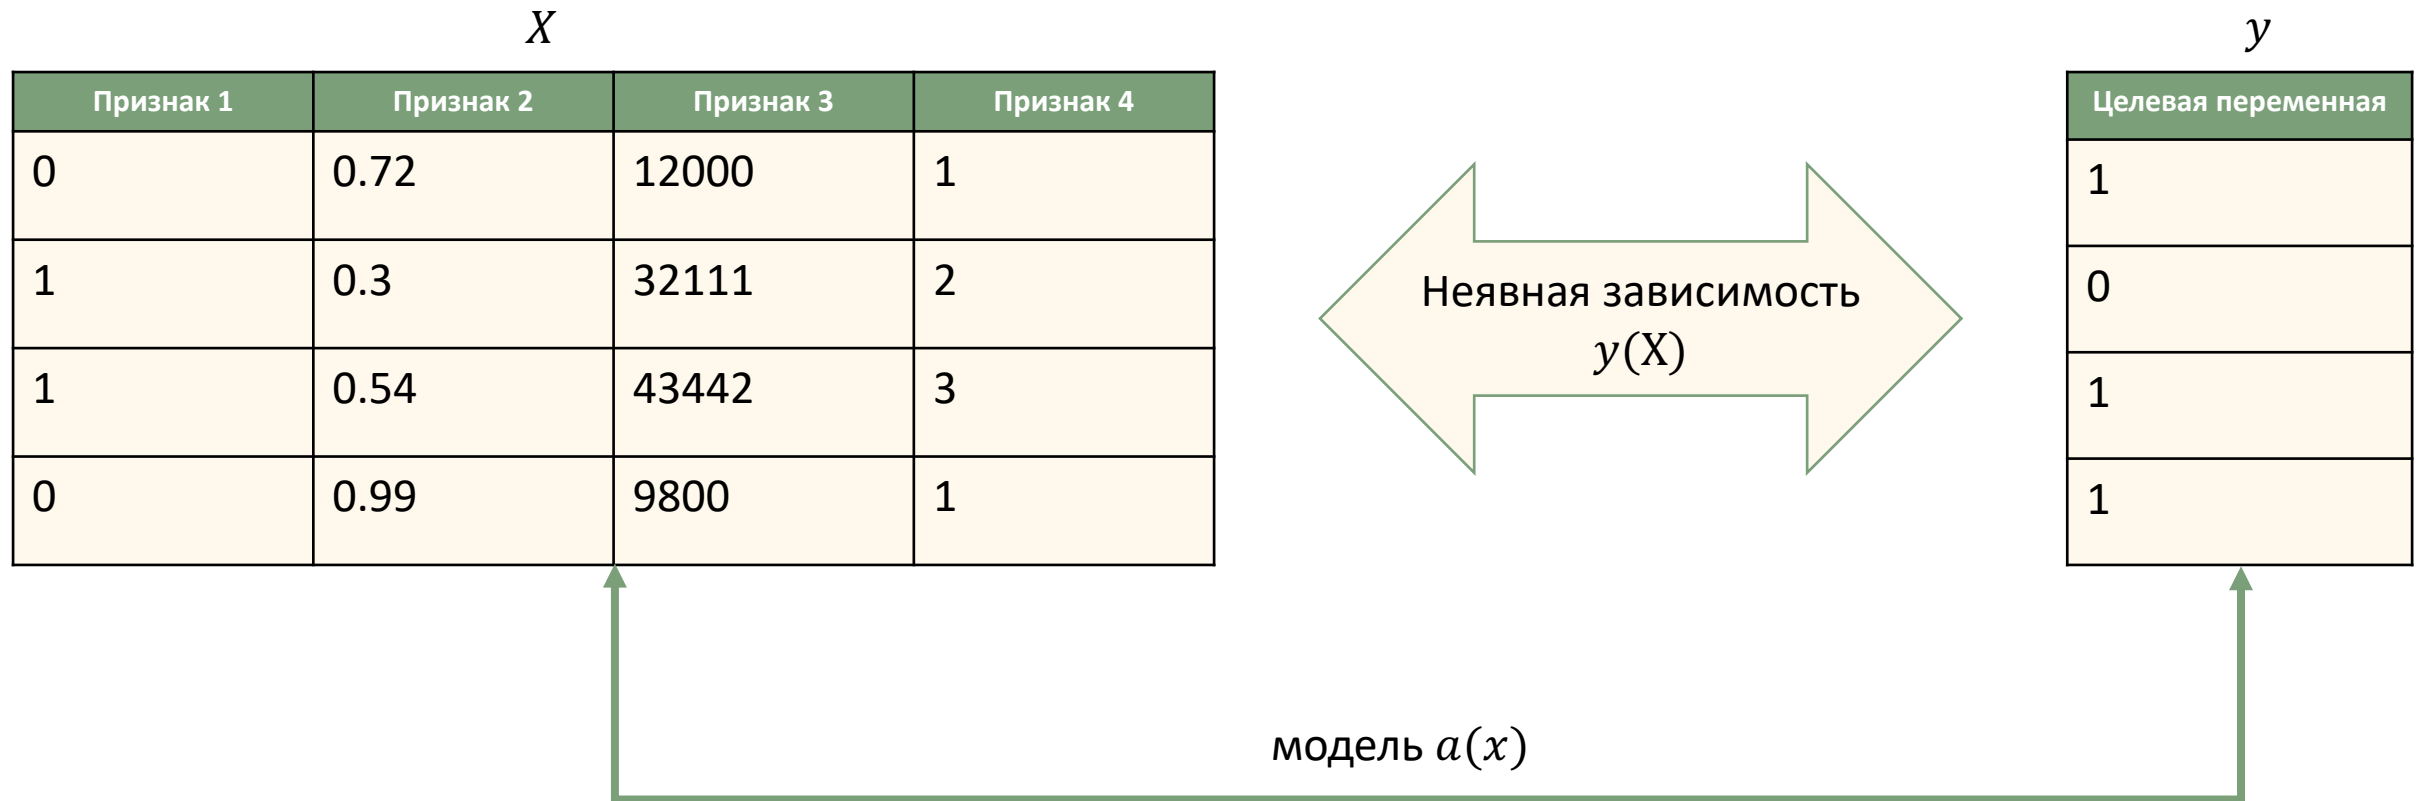 X
y
Признак 1 Признак 2 Признак 3 Признак 4
Целевая переменная
0 0.72 12000 1
1
1 0.3 32111 2
0
1 0.54 43442 3
1
0 0.99 9800 1
1
Неявная зависимость
y(X)
модель a(x)